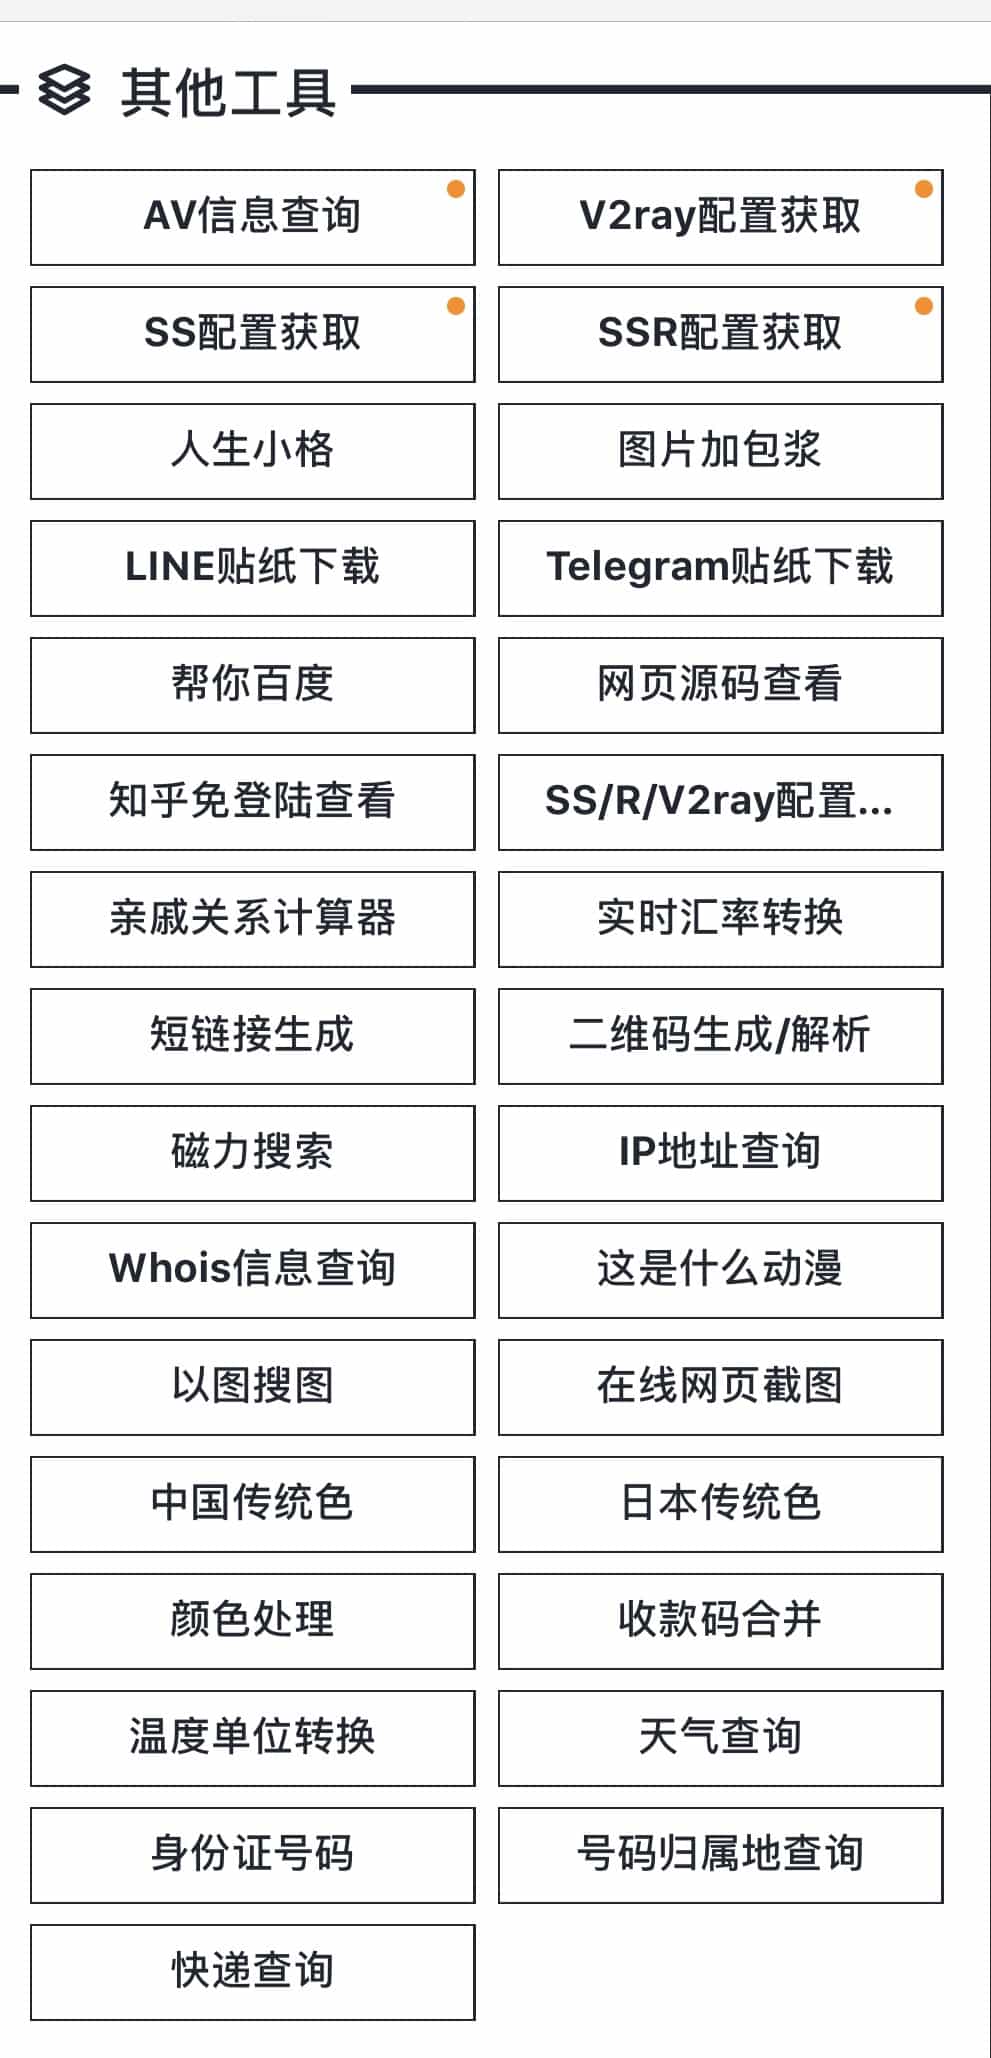 其他工具
AV信息查询
V2ray配置获取
SS配置获取
SSR配置获取
人生小格
图片加包浆
LINE贴纸下载
Telegram贴纸下载
帮你百度
网页源码查看
知乎免登陆查看
SS/R/V2ray配置...
亲戚关系计算器
实时汇率转换
短链接生成
二维码生成/解析
磁力搜索
IP地址查询
Whois信息查询
这是什么动漫
以图搜图
在线网页截图
中国传统色
日本传统色
颜色处理
收款码合并
温度单位转换
天气查询
身份证号码
号码归属地查询
快递查询